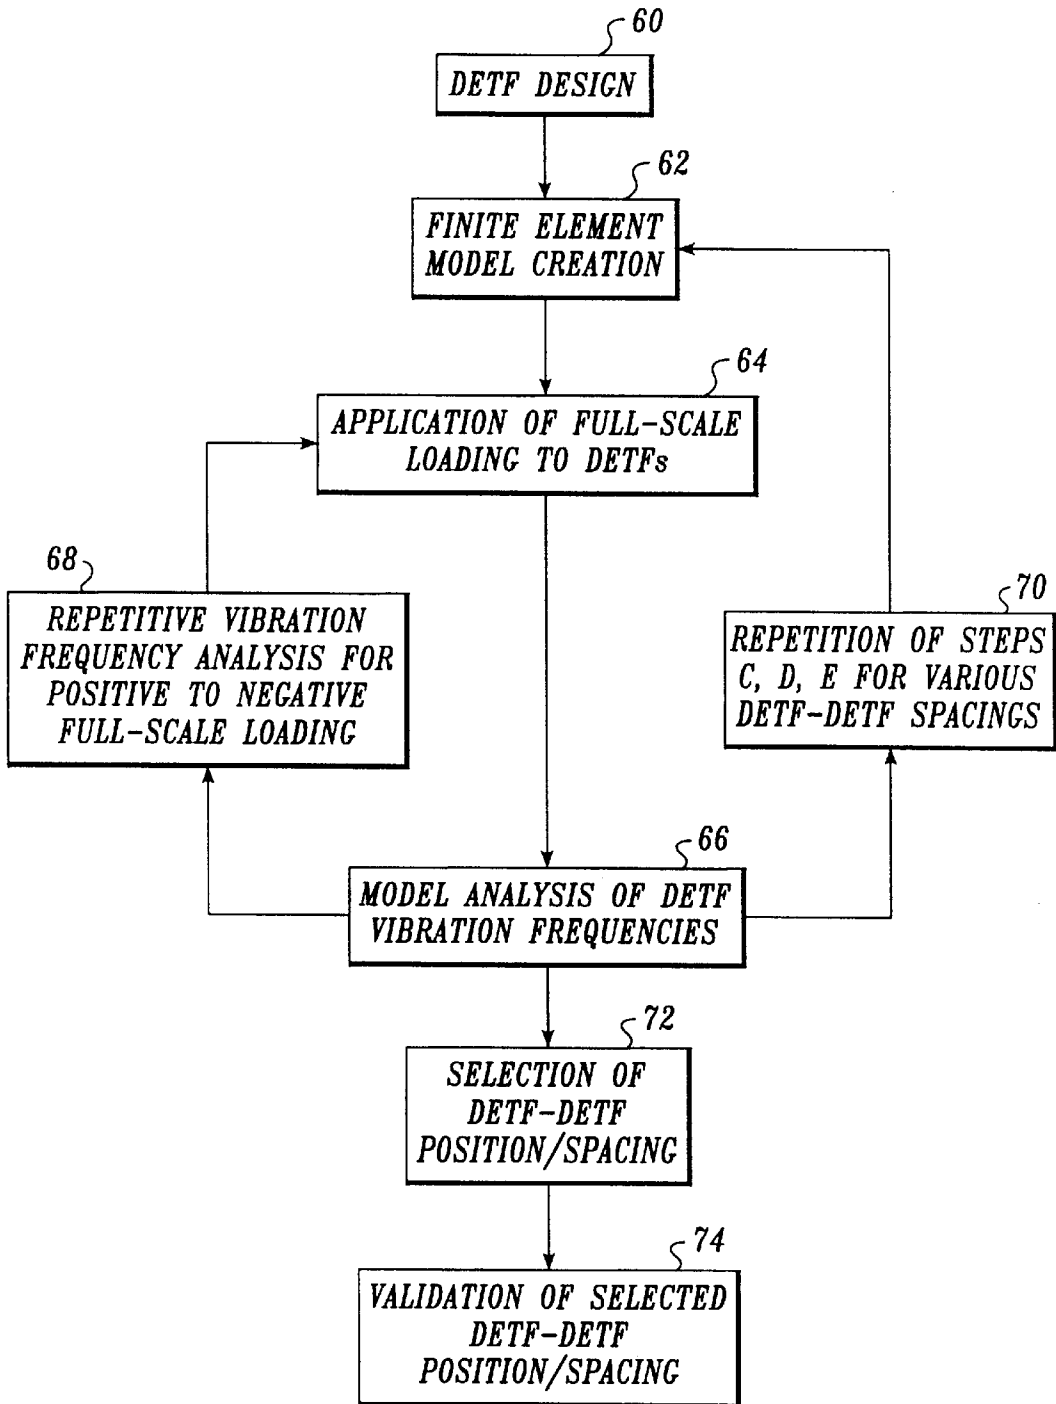 60
DETF DESIGN
62
FINITE ELEMENT
MODEL CREATION
64
APPLICATION OF FULL-SCALE
LOADING TO DETFs
68
REPETITIVE VIBRATION
FREQUENCY ANALYSIS FOR
POSITIVE TO NEGATIVE
FULL-SCALE LOADING
70
REPETITION OF STEPS
C, D, E FOR VARIOUS
DETF-DETF SPACINGS
66
MODEL ANALYSIS OF DETF
VIBRATION FREQUENCIES
72
SELECTION OF
DETF-DETF
POSITION/SPACING
74
VALIDATION OF SELECTED
DETF-DETF
POSITION/SPACING